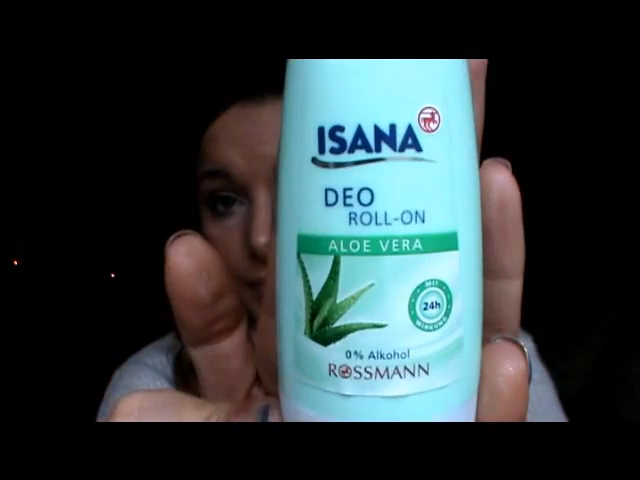 ISANA
DEO
ROLL-ON
ALOE VERA
MIT
24h
WIRKUNG
0% Alkohol
ROSSMANN